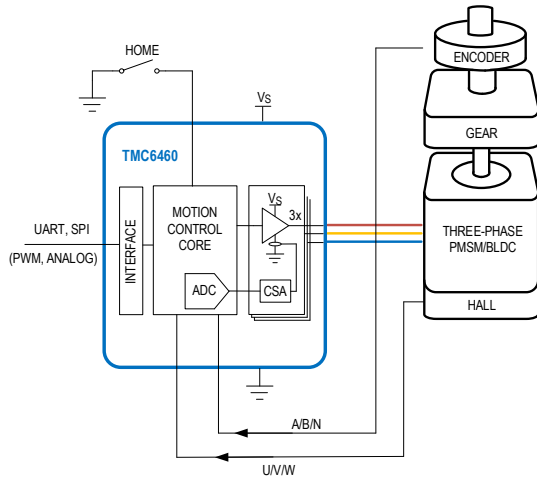 HOME
ENCODER
VS
GEAR
TMC6460
VS
3x
UART, SPI
(PWM, ANALOG)
INTERFACE
MOTION
CONTROL
CORE
THREE-PHASE
PMSM/BLDC
ADC
CSA
HALL
A/B/N
U/V/W